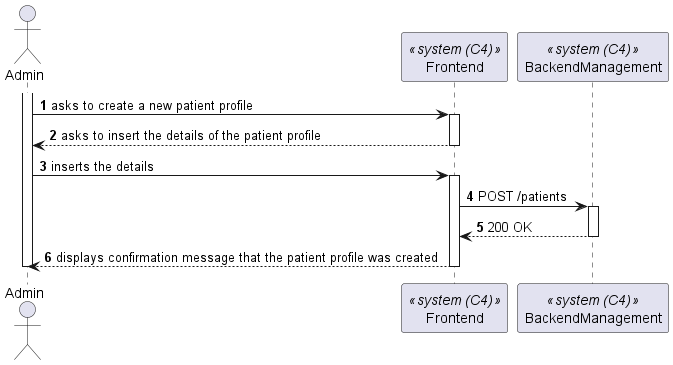 Admin
«system (C4)»
Frontend
«system (C4)»
BackendManagement
1 asks to create a new patient profile
2 asks to insert the details of the patient profile
3 inserts the details
4 POST /patients
5 200 OK
6 displays confirmation message that the patient profile was created
Admin
«system (C4)»
Frontend
«system (C4)»
BackendManagement